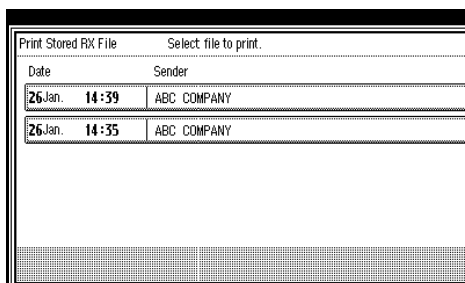 Print Stored RX File Select file to print.
Date Sender
26Jan. 14:39 ABC COMPANY
26Jan. 14:35 ABC COMPANY